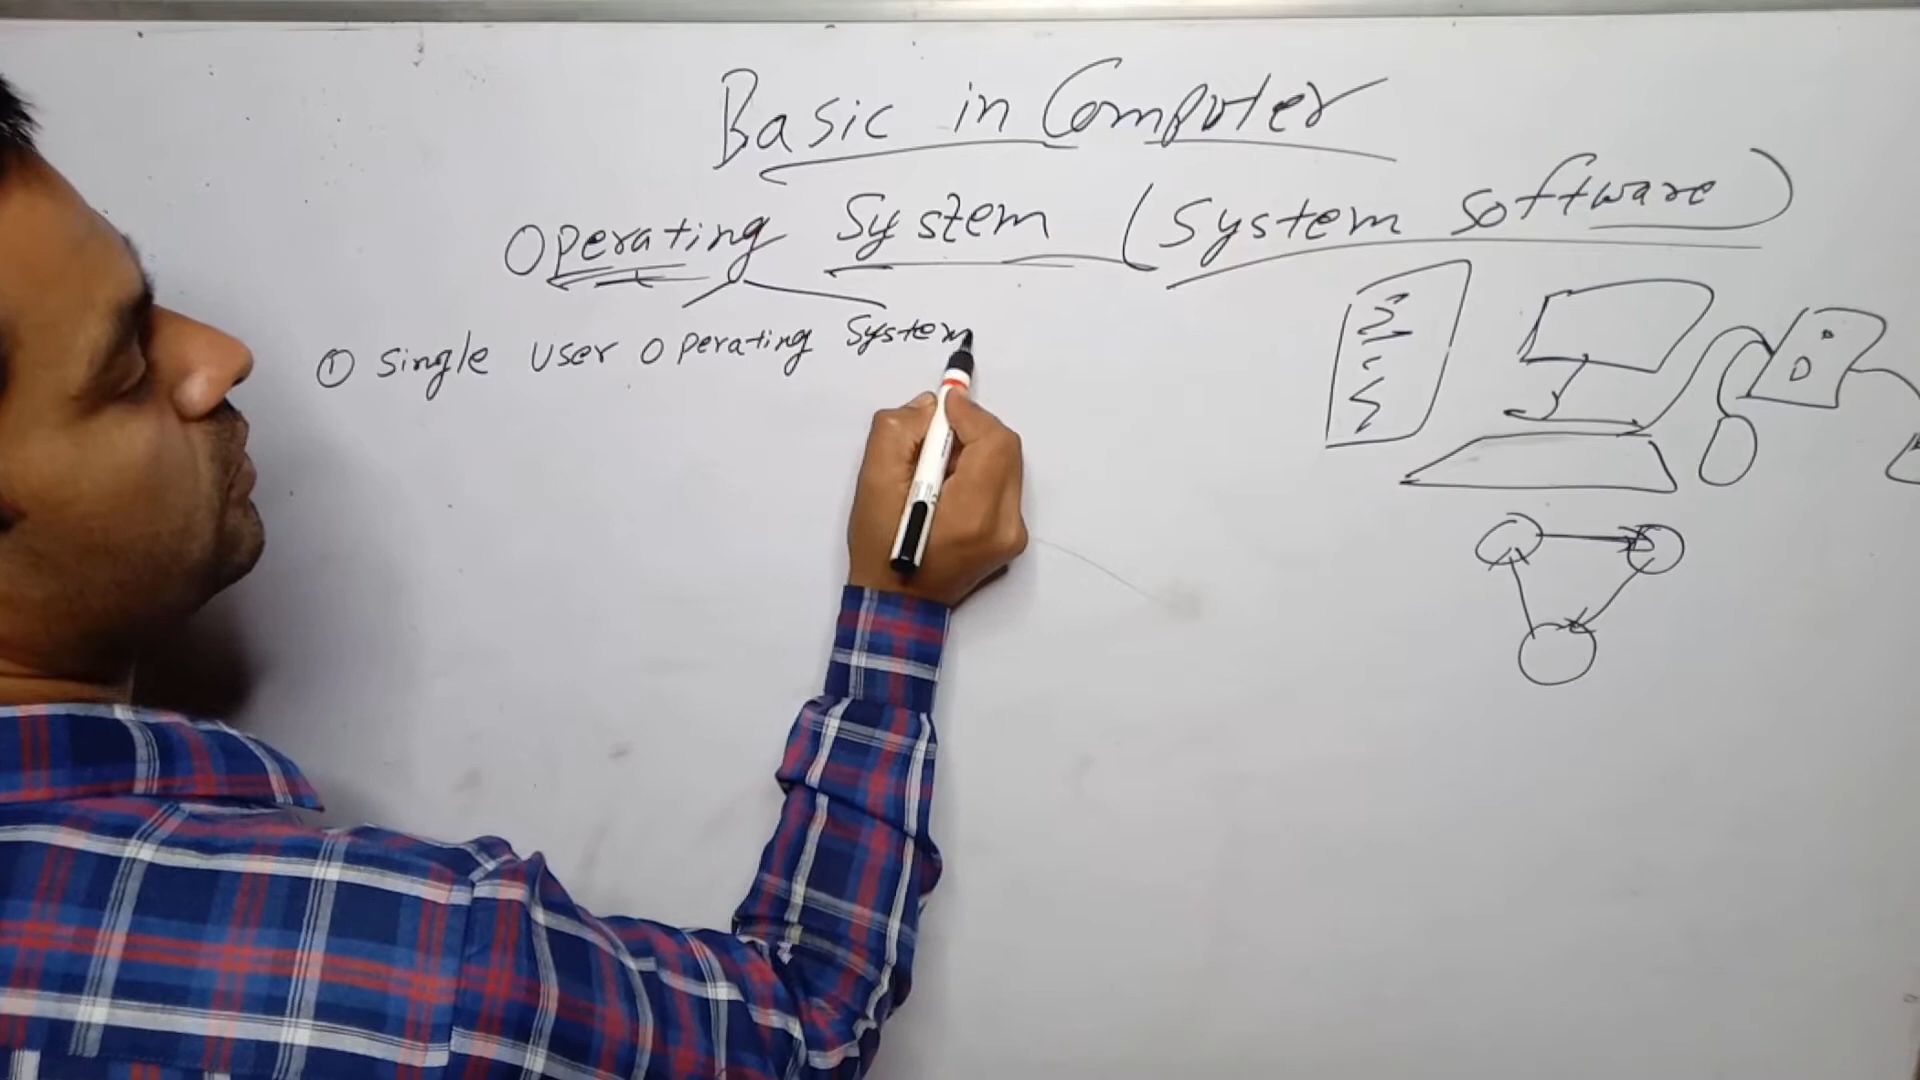 Basic in Computer
Operating System (System Software)
① Single User Operating System